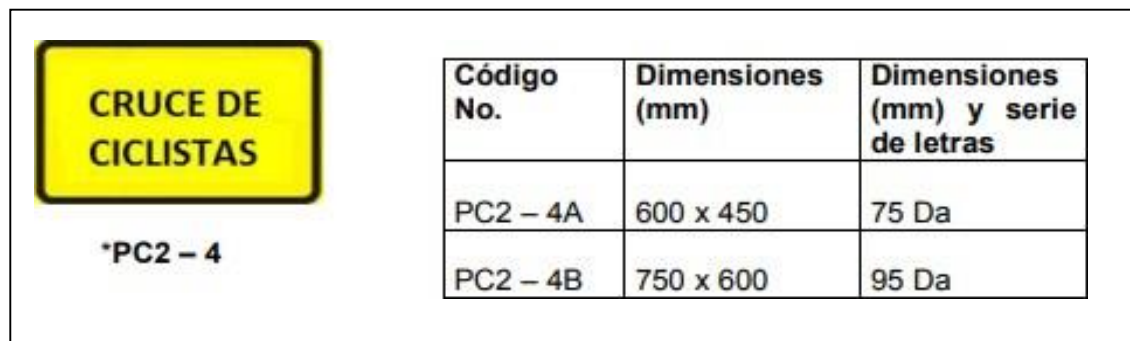 CRUCE DE
CICLISTAS
*PC2 – 4
Código No.
Dimensiones (mm)
Dimensiones (mm) y serie de letras
PC2 – 4A
600 x 450
75 Da
PC2 – 4B
750 x 600
95 Da